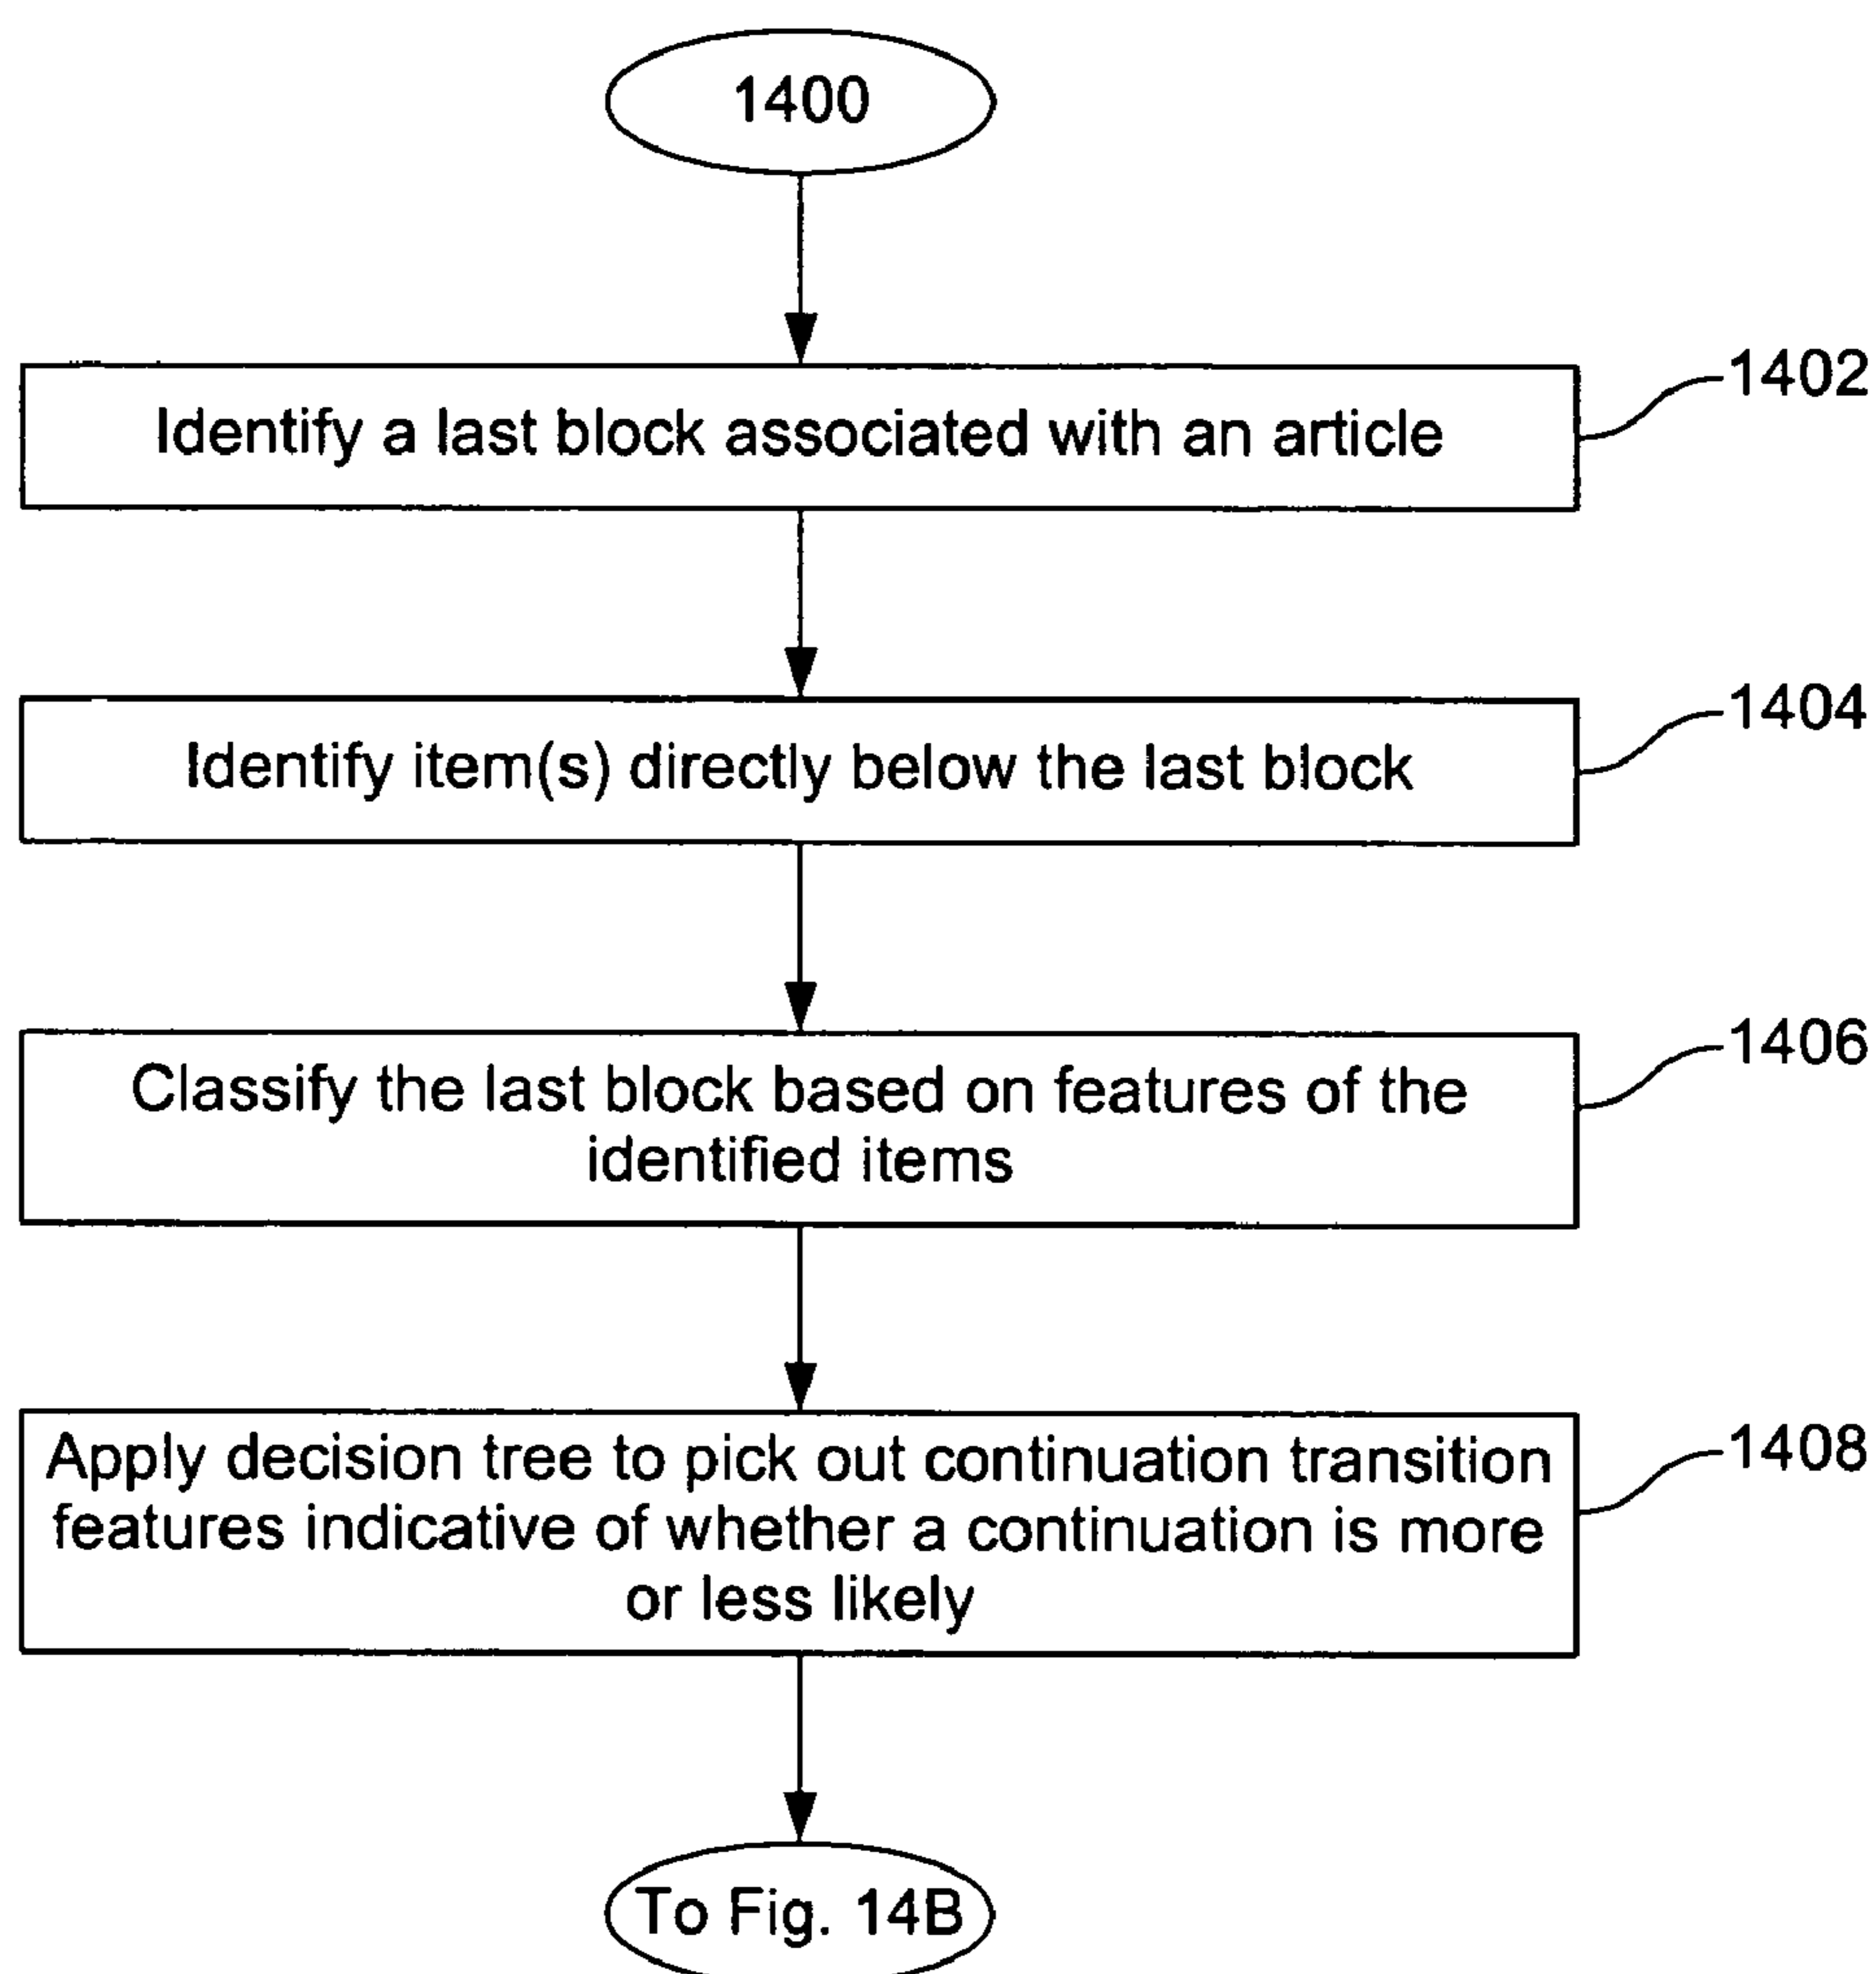 1400
Identify a last block associated with an article
1402
Identify item(s) directly below the last block
1404
Classify the last block based on features of the
identified items
1406
Apply decision tree to pick out continuation transition
features indicative of whether a continuation is more
or less likely
1408
To Fig. 14B